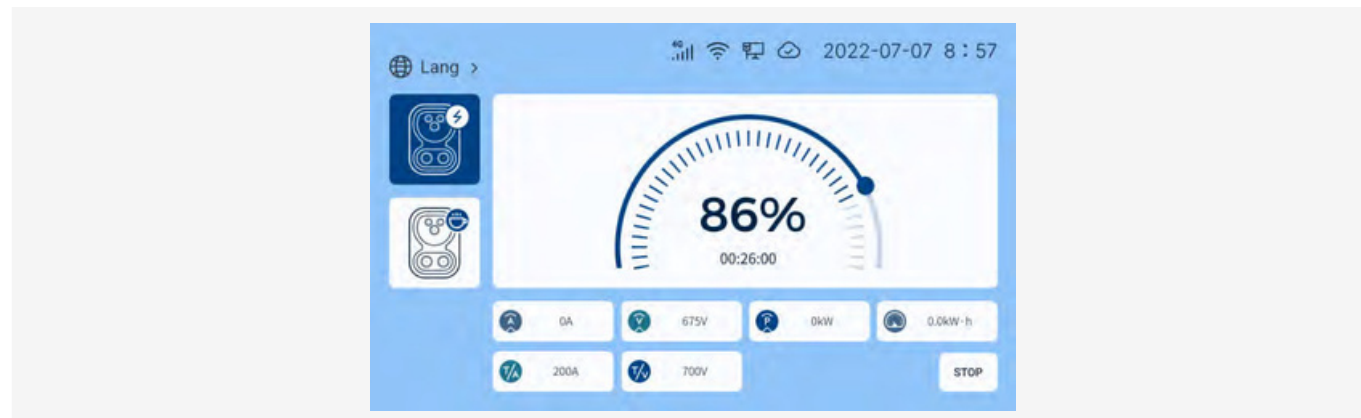 Lang >
4G 2022-07-07 8:57
86%
00:26:00
A 0A
V 675V
P 0kW
0.0kW·h
T/A 200A
T/V 700V
STOP